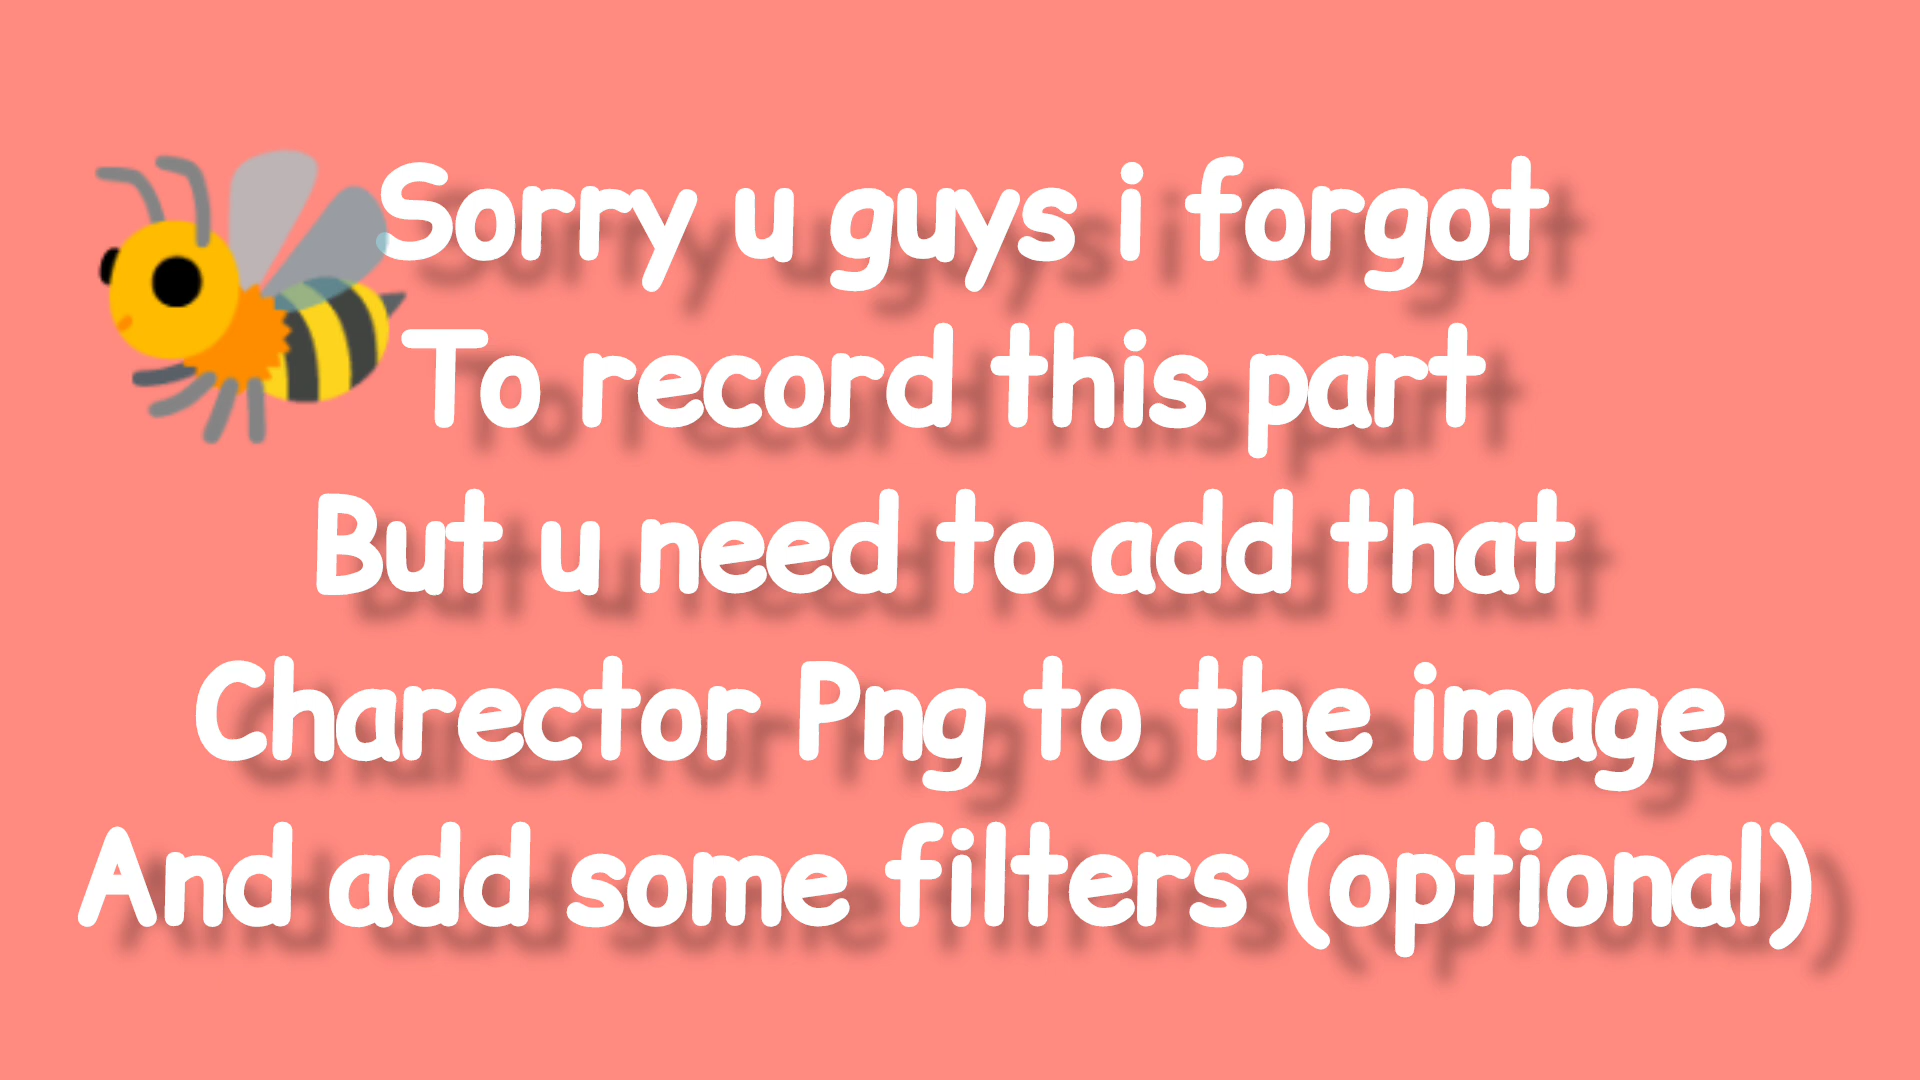 Sorry u guys i forgot
To record this part
But u need to add that
Charector Png to the image
And add some filters (optional)